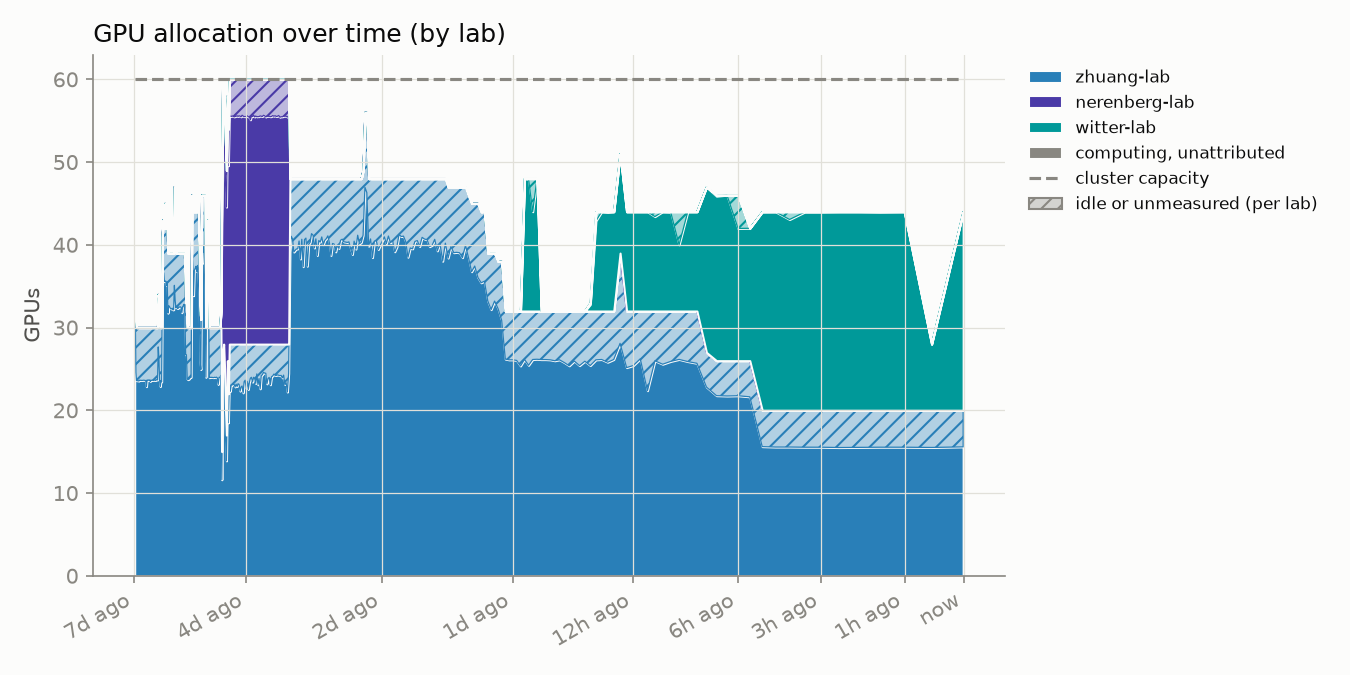 GPU allocation over time (by lab)
60
50
40
30
20
10
0
GPUs
7d ago
4d ago
2d ago
1d ago
12h ago
6h ago
3h ago
1h ago
now
zhuang-lab
nerenberg-lab
witter-lab
computing, unattributed
cluster capacity
idle or unmeasured (per lab)